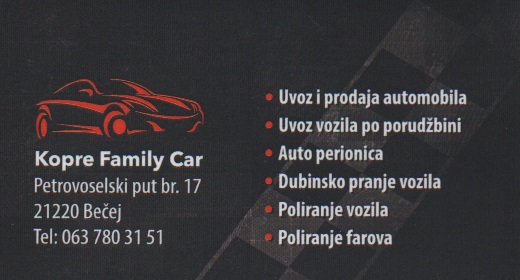 Kopre Family Car
Petrovoselski put br. 17
21220 Bečej
Tel: 063 780 31 51
• Uvoz i prodaja automobila
• Uvoz vozila po porudžbini
• Auto perionica
• Dubinsko pranje vozila
• Poliranje vozila
• Poliranje farova